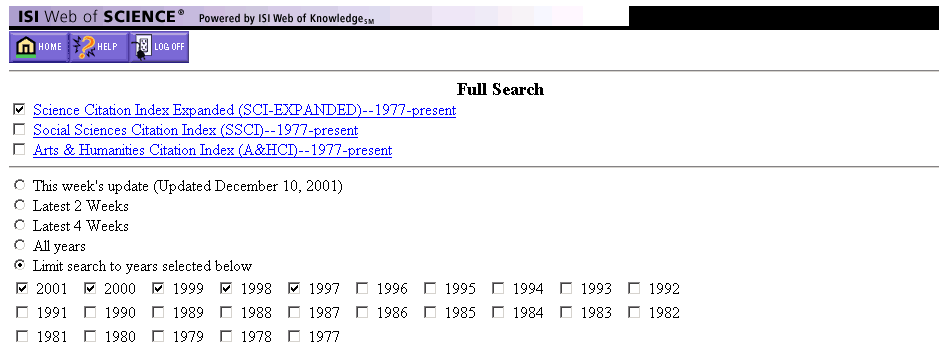 ISI Web of SCIENCE® Powered by ISI Web of Knowledge SM
HOME HELP LOG OFF
Full Search
Science Citation Index Expanded (SCI-EXPANDED)--1977-present
Social Sciences Citation Index (SSCI)--1977-present
Arts & Humanities Citation Index (A&HCI)--1977-present
This week's update (Updated December 10, 2001)
Latest 2 Weeks
Latest 4 Weeks
All years
Limit search to years selected below
2001 2000 1999 1998 1997 1996 1995 1994 1993 1992
1991 1990 1989 1988 1987 1986 1985 1984 1983 1982
1981 1980 1979 1978 1977